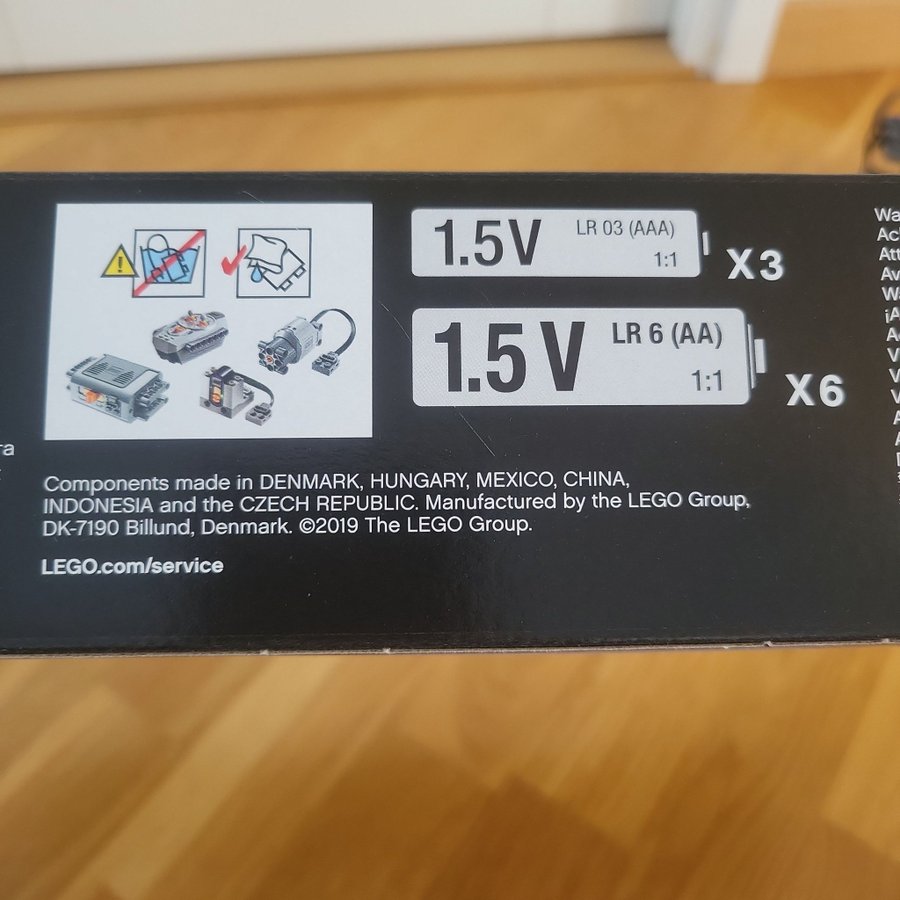 1.5V LR 03 (AAA)
1:1
X3
1.5V LR 6 (AA)
1:1
X6
Components made in DENMARK, HUNGARY, MEXICO, CHINA,
INDONESIA and the CZECH REPUBLIC. Manufactured by the LEGO Group,
DK-7190 Billund, Denmark. ©2019 The LEGO Group.
LEGO.com/service